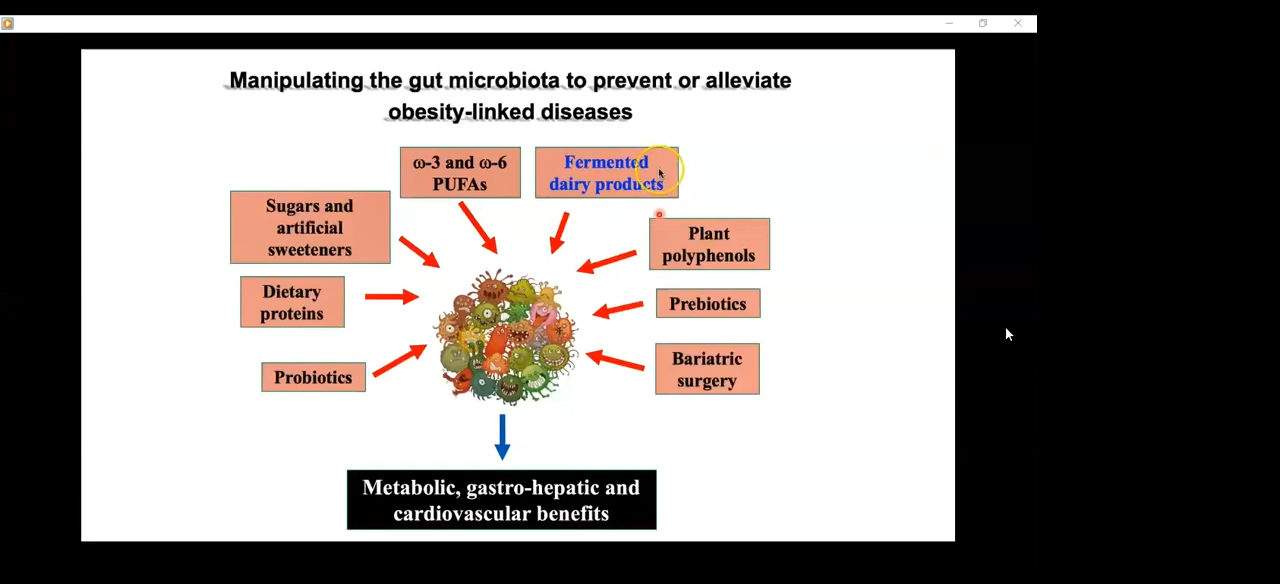 Manipulating the gut microbiota to prevent or alleviate
obesity-linked diseases
ω-3 and ω-6
PUFAs
Fermented
dairy products
Sugars and
artificial
sweeteners
Plant
polyphenols
Dietary
proteins
Prebiotics
Probiotics
Bariatric
surgery
Metabolic, gastro-hepatic and
cardiovascular benefits